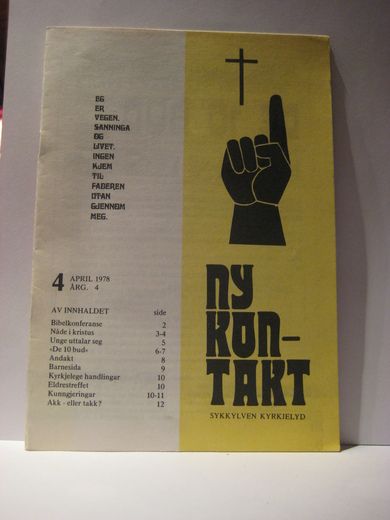 EG
ER
VEGEN.
SANNINGA
OG
LIVET.
INGEN
KJEM
TIL
FADEREN
UTAN
GJENNOM
MEG.
4 APRIL 1978
ÅRG. 4
AV INNHALDET side
Bibelkonferanse 2
Nåde i kristus 3-4
Unge uttalar seg 5
«De 10 bud» 6-7
Andakt 8
Barnesida 9
Kyrkjelege handlingar 10
Eldrestreffet 10
Kunngjeringar 10-11
Akk - eller takk? 12
NY
KON-
TAKT
SYKKYLVEN KYRKJELYD